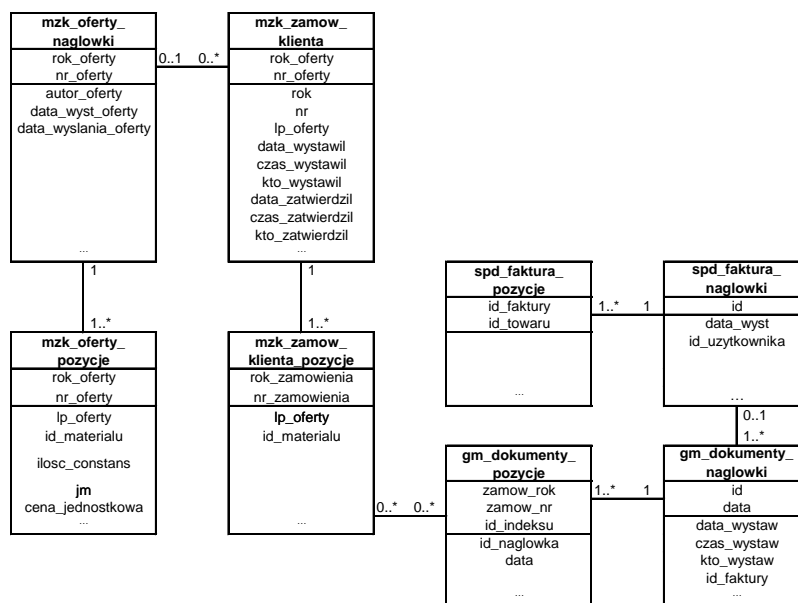 mzk_oferty_
naglowki
rok_oferty
nr_oferty
autor_oferty
data_wyst_oferty
data_wyslania_oferty
...
0..1
0..*
mzk_zamow_
klienta
rok_oferty
nr_oferty
rok
nr
lp_oferty
data_wystawil
czas_wystawil
kto_wystawil
data_zatwierdzil
czas_zatwierdzil
kto_zatwierdzil
...
1
1..*
1
1..*
mzk_oferty_
pozycje
rok_oferty
nr_oferty
lp_oferty
id_materialu
ilosc_constans
jm
cena_jednostkowa
...
mzk_zamow_
klienta_pozycje
rok_zamowienia
nr_zamowienia
lp_oferty
id_materialu
...
spd_faktura_
pozycje
id_faktury
id_towaru
...
1..*
1
spd_faktura_
naglowki
id
data_wyst
id_uzytkownika
...
0..1
1..*
0..*
0..*
gm_dokumenty_
pozycje
zamow_rok
zamow_nr
id_indeksu
id_naglowka
data
...
1..*
1
gm_dokumenty_
naglowki
id
data
data_wystaw
czas_wystaw
kto_wystaw
id_faktury
...